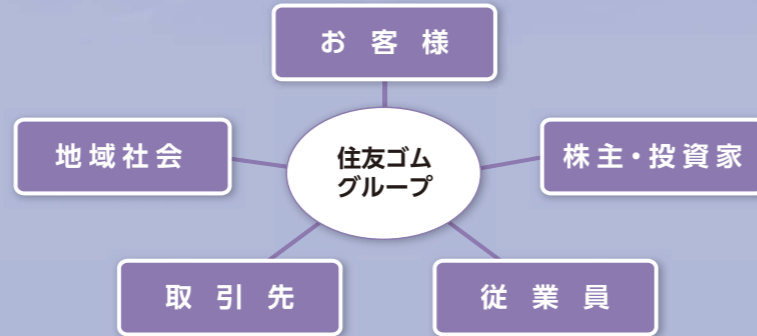 お客様
地域社会
住友ゴム
グループ
株主・投資家
取引先
従業員